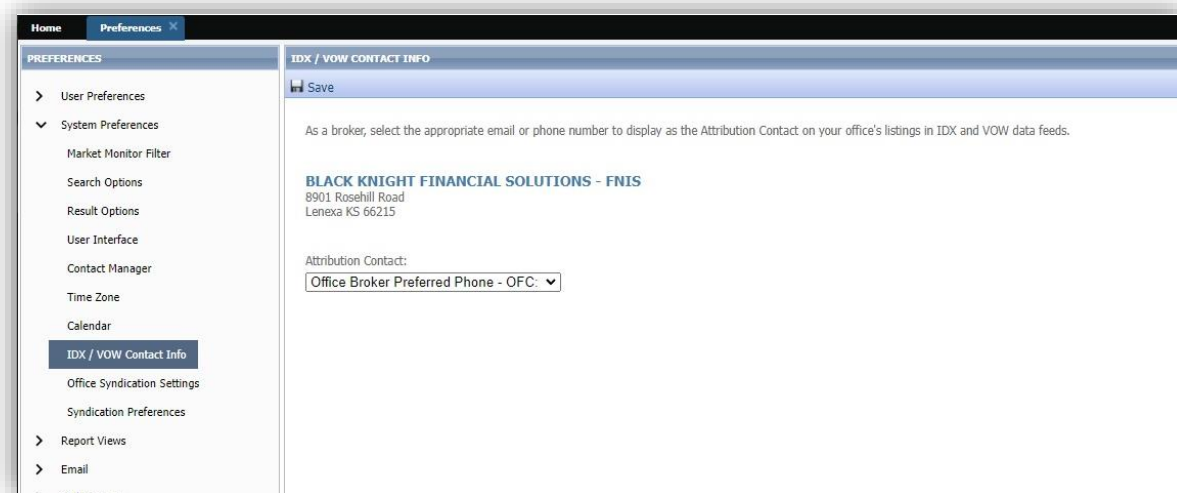 Home
Preferences
PREFERENCES
User Preferences
System Preferences
Market Monitor Filter
Search Options
Result Options
User Interface
Contact Manager
Time Zone
Calendar
IDX / VOW Contact Info
Office Syndication Settings
Syndication Preferences
Report Views
Email
IDX / VOW CONTACT INFO
Save
As a broker, select the appropriate email or phone number to display as the Attribution Contact on your office's listings in IDX and VOW data feeds.
BLACK KNIGHT FINANCIAL SOLUTIONS - FNIS
8901 Rosehill Road
Lenexa KS 66215
Attribution Contact:
Office Broker Preferred Phone - OFC: